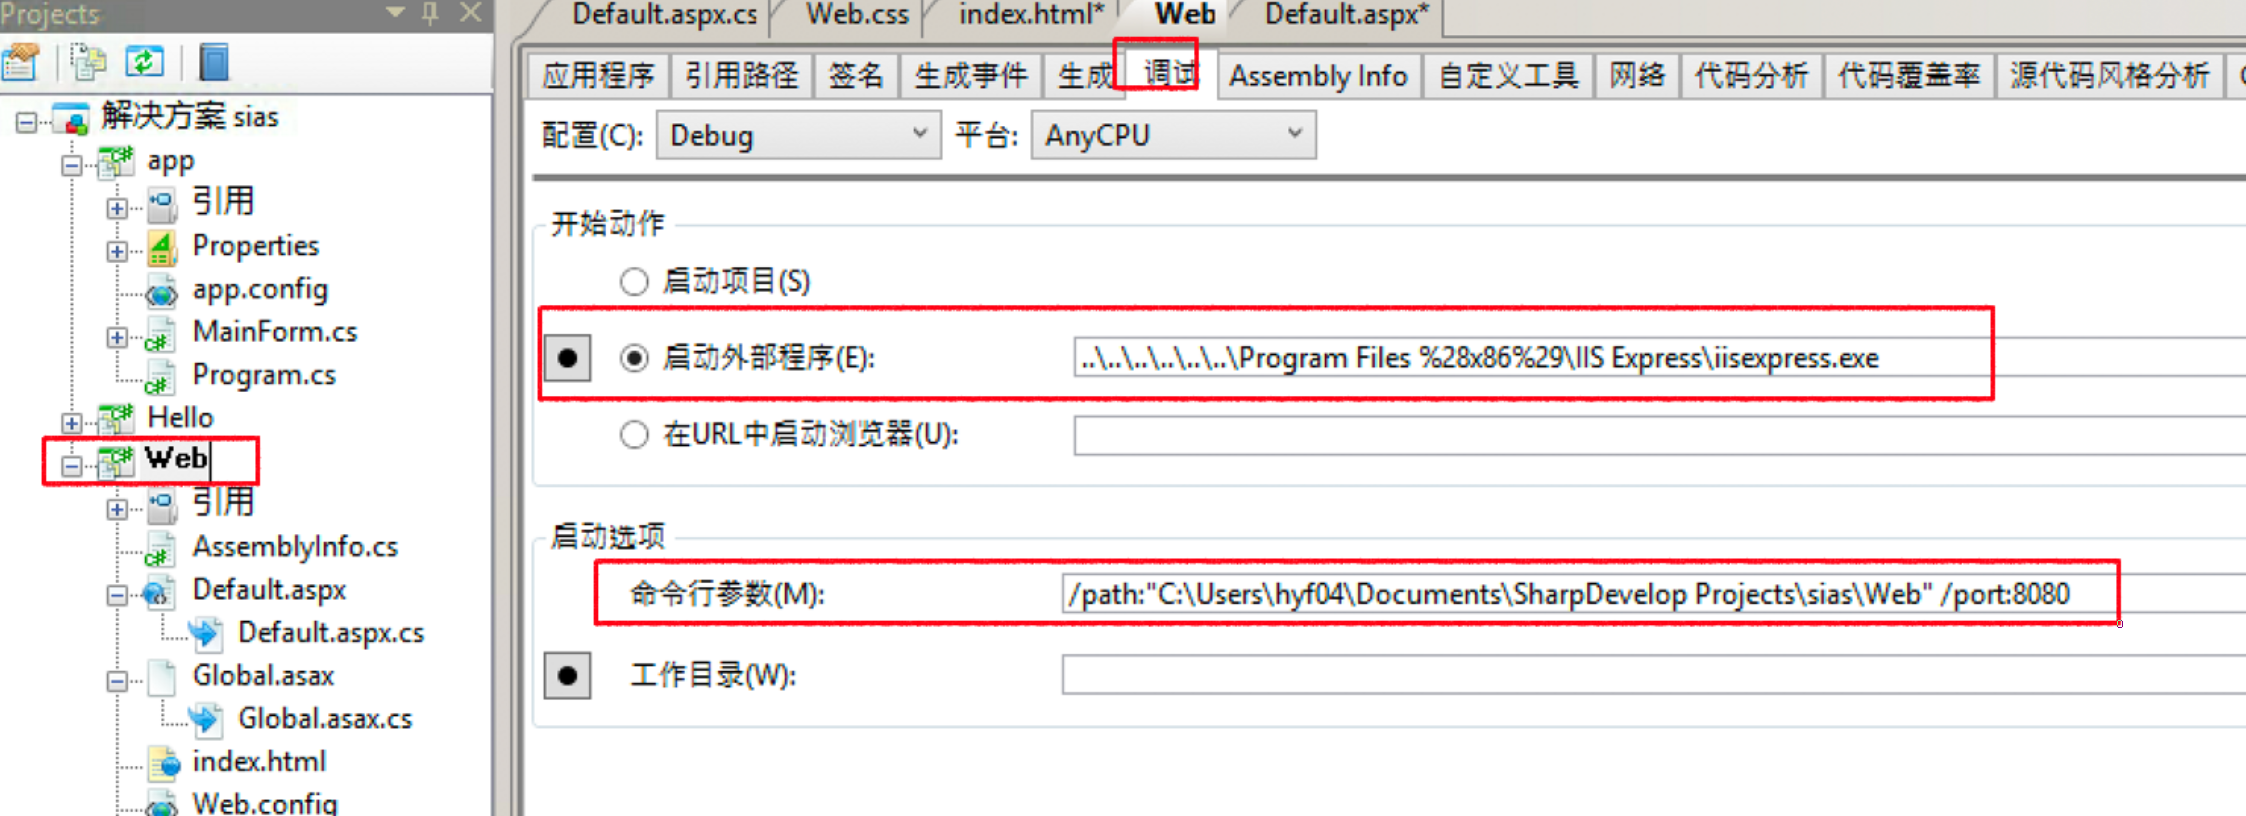 Projects
解决方案 sias
app
引用
Properties
app.config
MainForm.cs
Program.cs
Hello
Web
引用
AssemblyInfo.cs
Default.aspx
Default.aspx.cs
Global.asax
Global.asax.cs
index.html
Web.config
Default.aspx.cs Web.css index.html* Web Default.aspx*
应用程序 引用路径 签名 生成事件 生成 调试 Assembly Info 自定义工具 网络 代码分析 代码覆盖率 源代码风格分析
配置(C): Debug 平台: AnyCPU
开始动作
启动项目(S)
启动外部程序(E): ..\..\..\..\..\..\Program Files %28x86%29\IIS Express\iisexpress.exe
在URL中启动浏览器(U):
启动选项
命令行参数(M): /path:"C:\Users\hyf04\Documents\SharpDevelop Projects\sias\Web" /port:8080
工作目录(W):